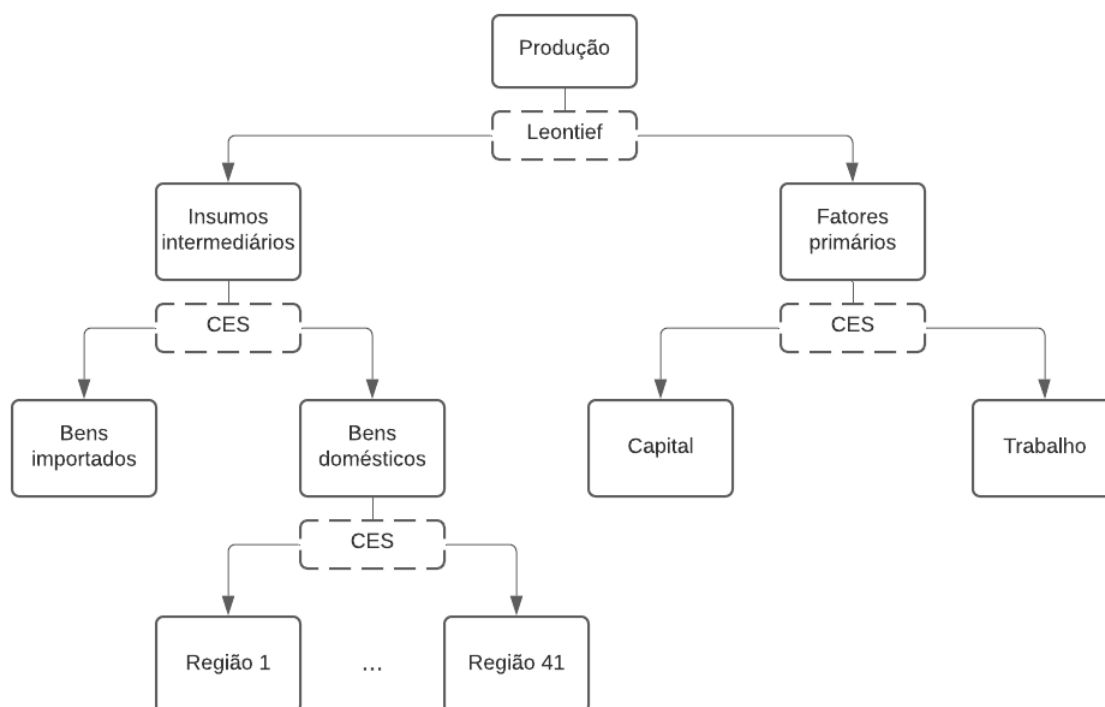 Produção
Leontief
Insumos
intermediários
Fatores
primários
CES
CES
Bens
importados
Bens
domésticos
Capital
Trabalho
CES
Região 1
...
Região 41